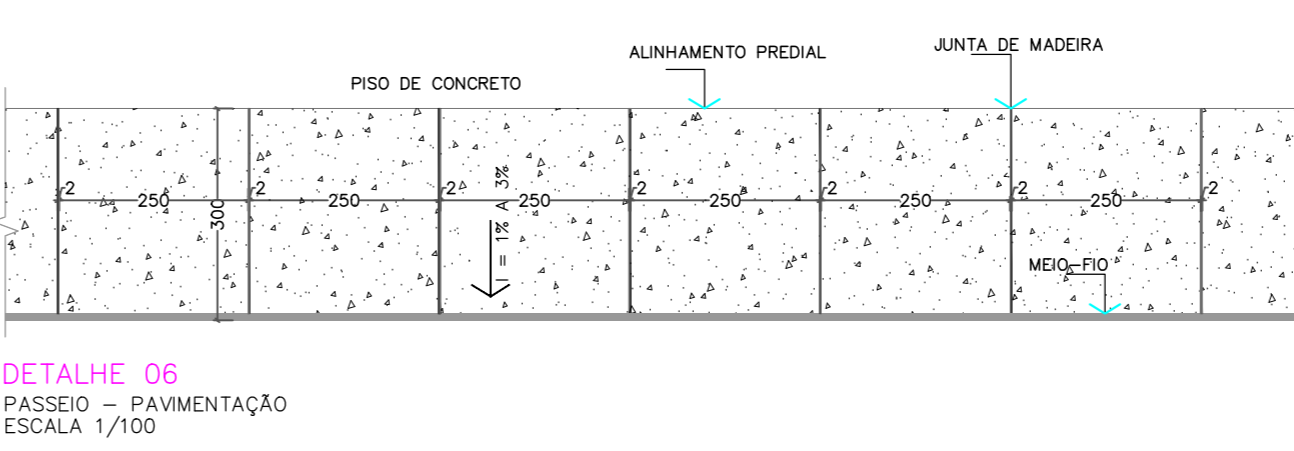 JUNTA DE MADEIRA
ALINHAMENTO PREDIAL
PISO DE CONCRETO
2 2 2 2 2 2 2
250 250 250 250 250 250
300
I = 1% A 3%
MEIO-FIO
DETALHE 06
PASSEIO – PAVIMENTAÇÃO
ESCALA 1/100